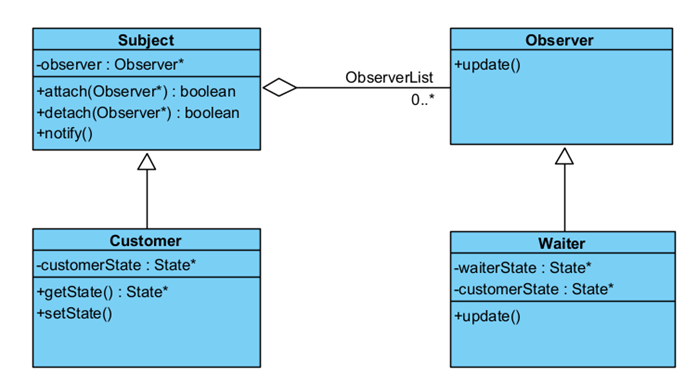 Subject
-observer : Observer*
+attach(Observer*) : boolean
+detach(Observer*) : boolean
+notify()
ObserverList
0..*
Observer
+update()
Customer
-customerState : State*
+getState() : State*
+setState()
Waiter
-waiterState : State*
-customerState : State*
+update()